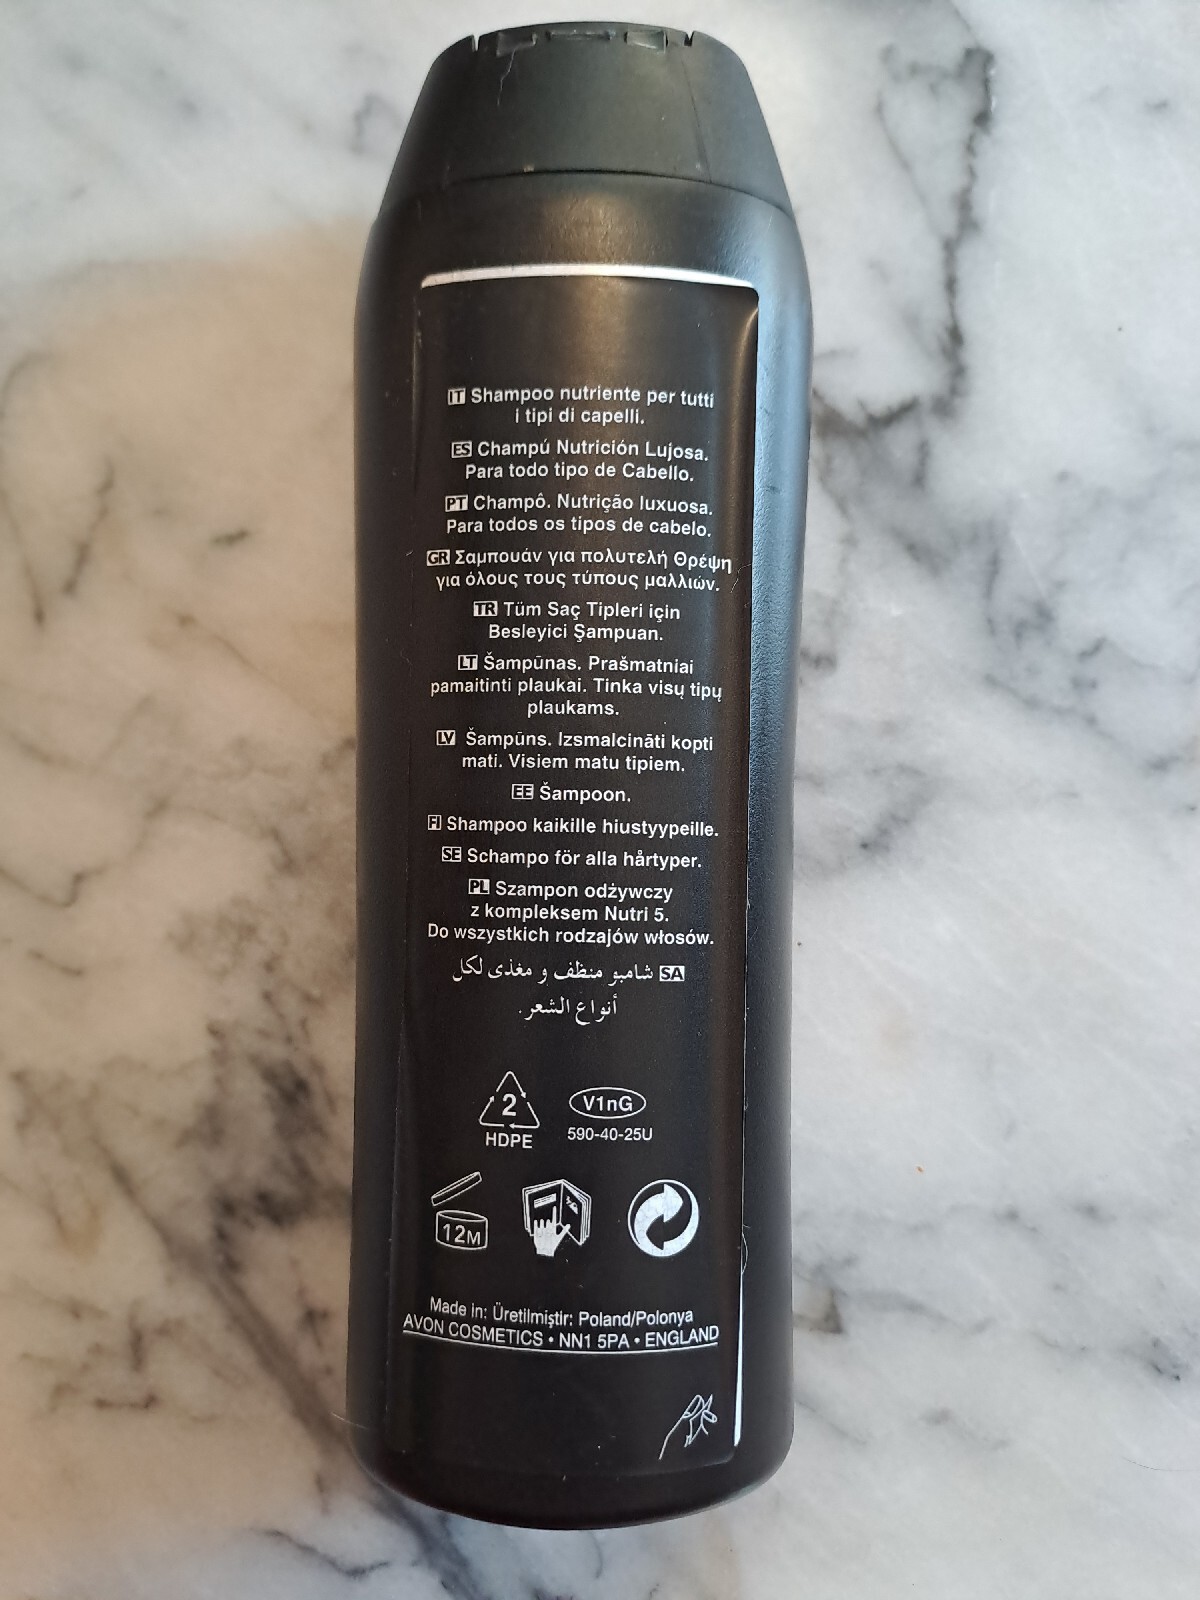 IT Shampoo nutriente per tutti
i tipi di capelli.
ES Champú Nutrición Lujosa.
Para todo tipo de Cabello.
PT Champô. Nutrição luxuosa.
Para todos os tipos de cabelo.
GR Σαμπουάν για πολυτελή Θρέψη
για όλους τους τύπους μαλλιών.
TR Tüm Saç Tipleri için
Besleyici Şampuan.
LT Šampūnas. Prašmatniai
pamaitinti plaukai. Tinka visų tipų
plaukams.
LV Šampūns. Izsmalcināti kopti
mati. Visiem matu tipiem.
EE Šampoon.
FI Shampoo kaikille hiustyypeille.
SE Schampo för alla hårtyper.
PL Szampon odżywczy
z kompleksem Nutri 5.
Do wszystkich rodzajów włosów.
SA شامبو منظف و مغذى لكل
أنواع الشعر.
2
HDPE
V1nG
590-40-25U
12M
Made in: Üretilmiştir: Poland/Polonya
AVON COSMETICS • NN1 5PA • ENGLAND